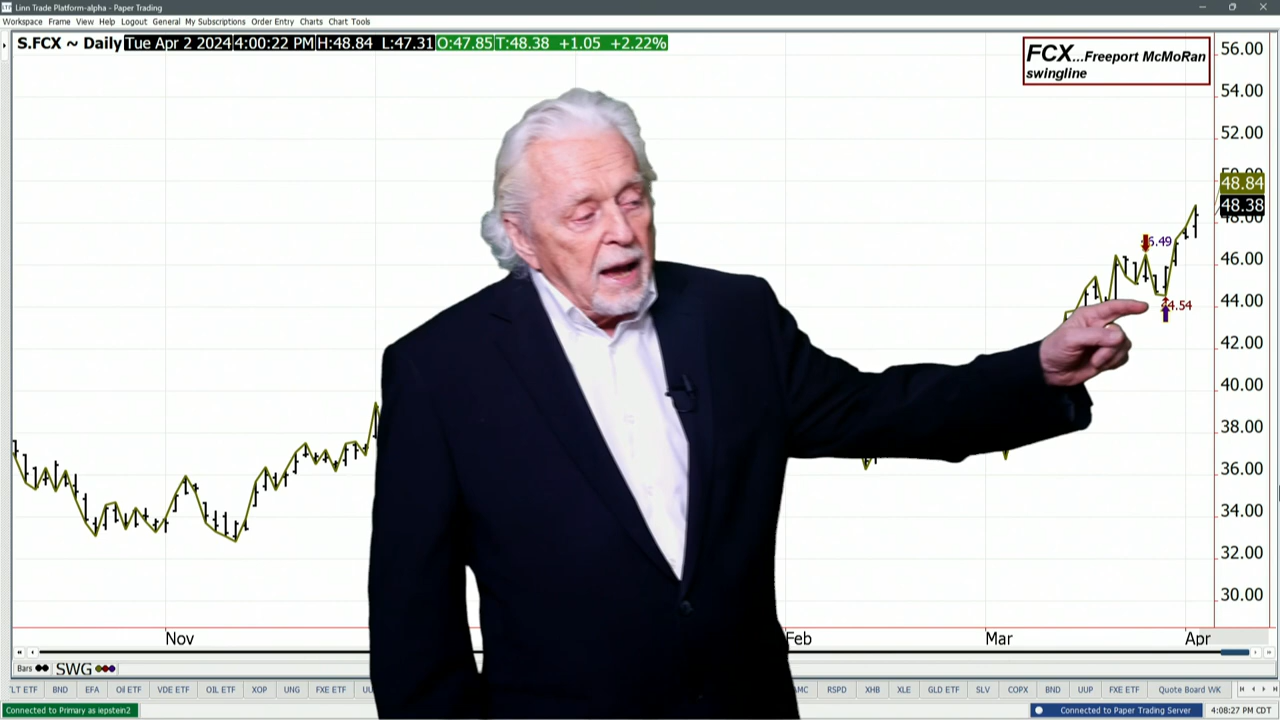 Linn Trade Platform-alpha - Paper Trading
Workspace Frame View Help Logout General My Subscriptions Order Entry Charts Chart Tools
S.FCX ~ Daily Tue Apr 2 2024 4:00:22 PM H:48.84 L:47.31 O:47.85 T:48.38 +1.05 +2.22%
FCX...Freeport McMoRan
swingline
56.00
54.00
52.00
50.00
48.84
48.38
48.00
46.00
44.00
42.00
40.00
38.00
36.00
34.00
32.00
30.00
44.54
Nov Feb Mar Apr
Bars SWG
LT ETF BND EFA Oil ETF VDE ETF OIL ETF XOP UNG FXE ETF RSPD XHB XLE GLD ETF SLV COPX BND UUP FXE ETF Quote Board WK
Connected to Primary as iepstein2 Connected to Paper Trading Server 4:08:27 PM CDT